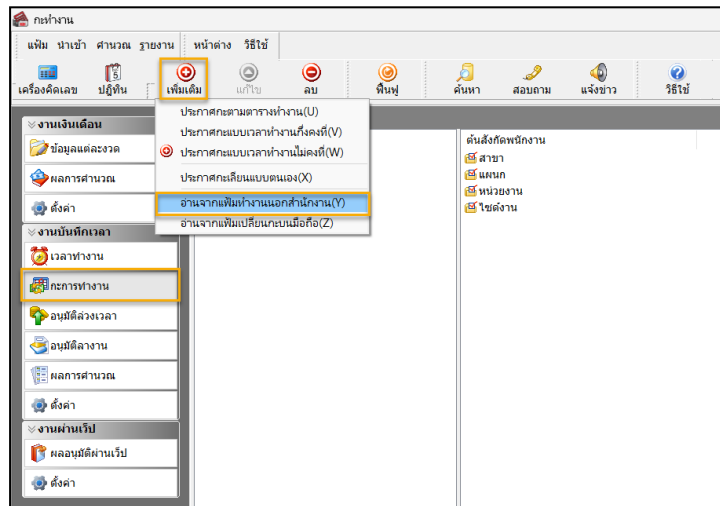 กะทำงาน
แฟ้ม นำเข้า คำนวณ รายงาน หน้าต่าง วิธีใช้
เครื่องคิดเลข ปฏิทิน เพิ่มเติม แก้ไข ลบ ฟื้นฟู ค้นหา สอบถาม แจ้งข่าว วิธีใช้
ประกาศกะตามตารางทำงาน(U)
ประกาศกะแบบเวลาทำงานกึ่งคงที่(V)
ประกาศกะแบบเวลาทำงานไม่คงที่(W)
ประกาศกะเลียนแบบตนเอง(X)
อ่านจากแฟ้มทำงานนอกสำนักงาน(Y)
อ่านจากแฟ้มเปลี่ยนกะบนมือถือ(Z)
งานเงินเดือน
ข้อมูลแต่ละงวด
ผลการคำนวณ
ตั้งค่า
งานบันทึกเวลา
เวลาทำงาน
กะการทำงาน
อนุมัติล่วงเวลา
อนุมัติลางาน
ผลการคำนวณ
ตั้งค่า
งานผ่านเว็ป
ผลอนุมัติผ่านเว็ป
ตั้งค่า
ต้นสังกัดพนักงาน
สาขา
แผนก
หน่วยงาน
ไซต์งาน